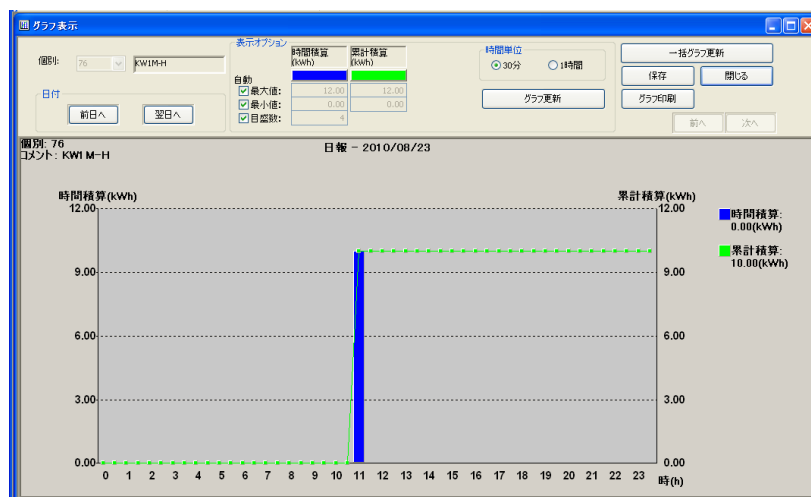 グラフ表示
個別: 76 KW1M-H
日付
前日へ 翌日へ
表示オプション
時間積算 (kWh) 累計積算 (kWh)
自動
最大値: 12.00 12.00
最小値: 0.00 0.00
目盛数: 4
時間単位
30分 1時間
グラフ更新
一括グラフ更新
保存 閉じる
グラフ印刷
前へ 次へ
個別: 76
コメント: KW1 M-H
日報 - 2010/08/23
時間積算(kWh) 累計積算(kWh)
12.00 12.00
9.00 9.00
6.00 6.00
3.00 3.00
0.00 0.00
0 1 2 3 4 5 6 7 8 9 10 11 12 13 14 15 16 17 18 19 20 21 22 23
時(h)
時間積算:
0.00(kWh)
累計積算:
10.00(kWh)